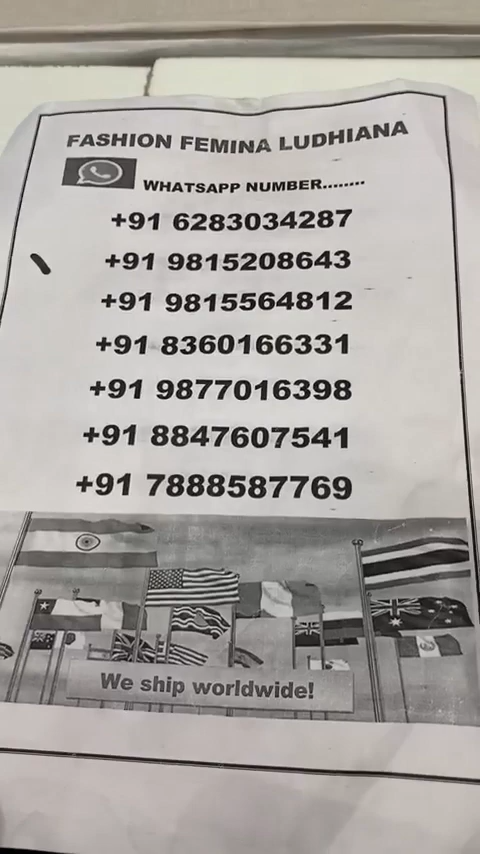 FASHION FEMINA LUDHIANA
WHATSAPP NUMBER........
+91 6283034287
+91 9815208643
+91 9815564812
+91 8360166331
+91 9877016398
+91 8847607541
+91 7888587769
We ship worldwide!